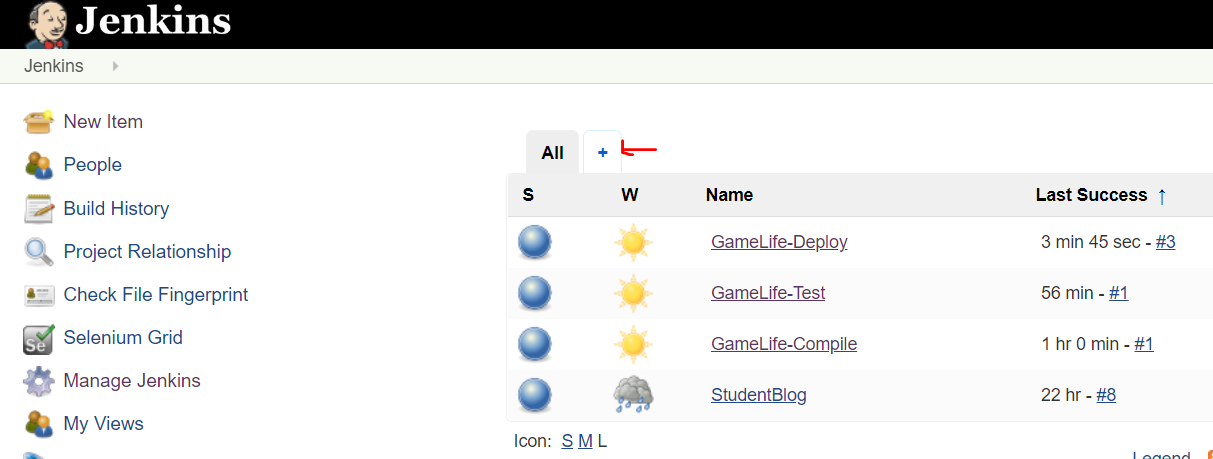 Jenkins
Jenkins
New Item
People
Build History
Project Relationship
Check File Fingerprint
Se
Selenium Grid
Manage Jenkins
My Views
All +
S W Name Last Success ↑
GameLife-Deploy 3 min 45 sec - #3
GameLife-Test 56 min - #1
GameLife-Compile 1 hr 0 min - #1
StudentBlog 22 hr - #8
Icon: S M L
Legend